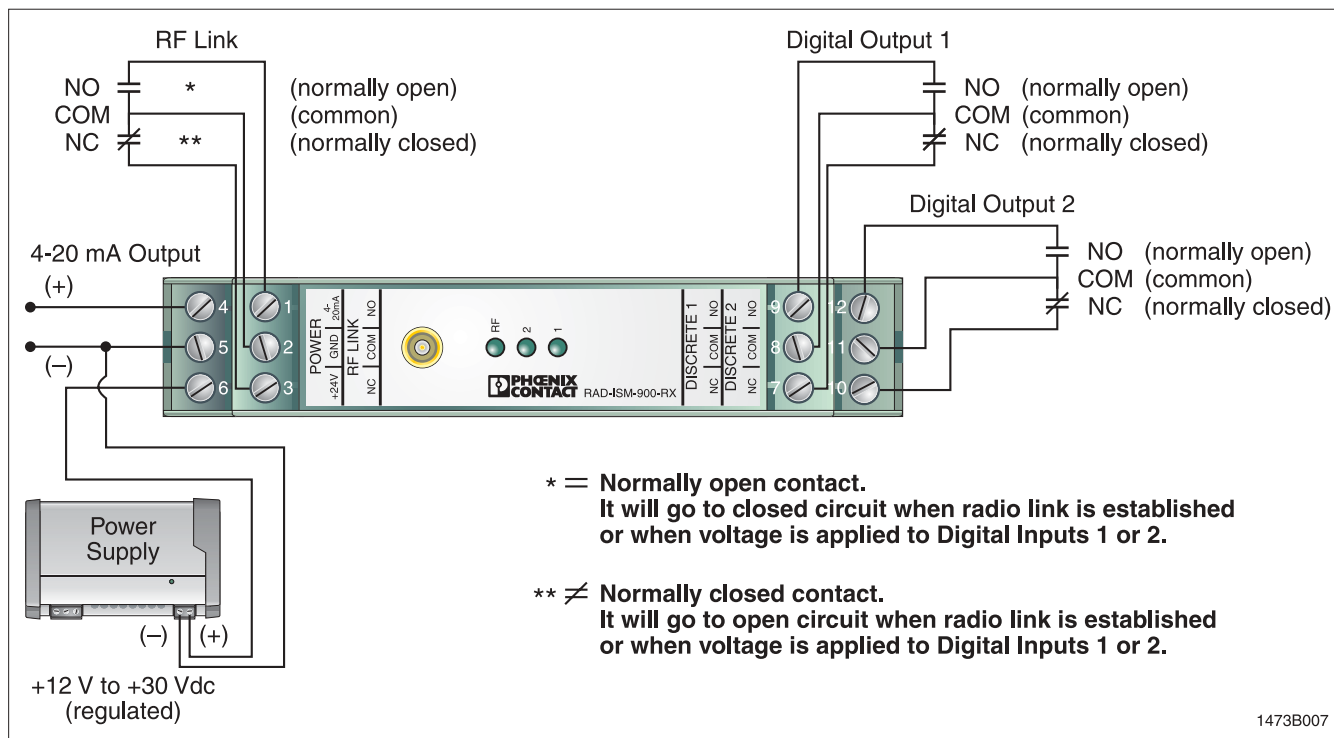 RF Link
NO * (normally open)
COM (common)
NC ** (normally closed)
Digital Output 1
NO (normally open)
COM (common)
NC (normally closed)
Digital Output 2
NO (normally open)
COM (common)
NC (normally closed)
4-20 mA Output
(+)
(–)
4
5
6
1
2
3
POWER
+24V GND 4-20mA
RF LINK
NC COM NO
RF 2 1
PHŒNIX
CONTACT RAD-ISM-900-RX
DISCRETE 1
NC COM NO
DISCRETE 2
NC COM NO
9
8
7
12
11
10
Power
Supply
(–) (+)
+12 V to +30 Vdc
(regulated)
* = Normally open contact.
It will go to closed circuit when radio link is established
or when voltage is applied to Digital Inputs 1 or 2.
** ≠ Normally closed contact.
It will go to open circuit when radio link is established
or when voltage is applied to Digital Inputs 1 or 2.
1473B007